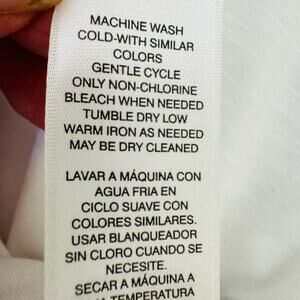 MACHINE WASH
COLD-WITH SIMILAR
COLORS
GENTLE CYCLE
ONLY NON-CHLORINE
BLEACH WHEN NEEDED
TUMBLE DRY LOW
WARM IRON AS NEEDED
MAY BE DRY CLEANED
LAVAR A MÁQUINA CON
AGUA FRIA EN
CICLO SUAVE CON
COLORES SIMILARES.
USAR BLANQUEADOR
SIN CLORO CUANDO SE
NECESITE.
SECAR A MÁQUINA A
TEMPERATURA